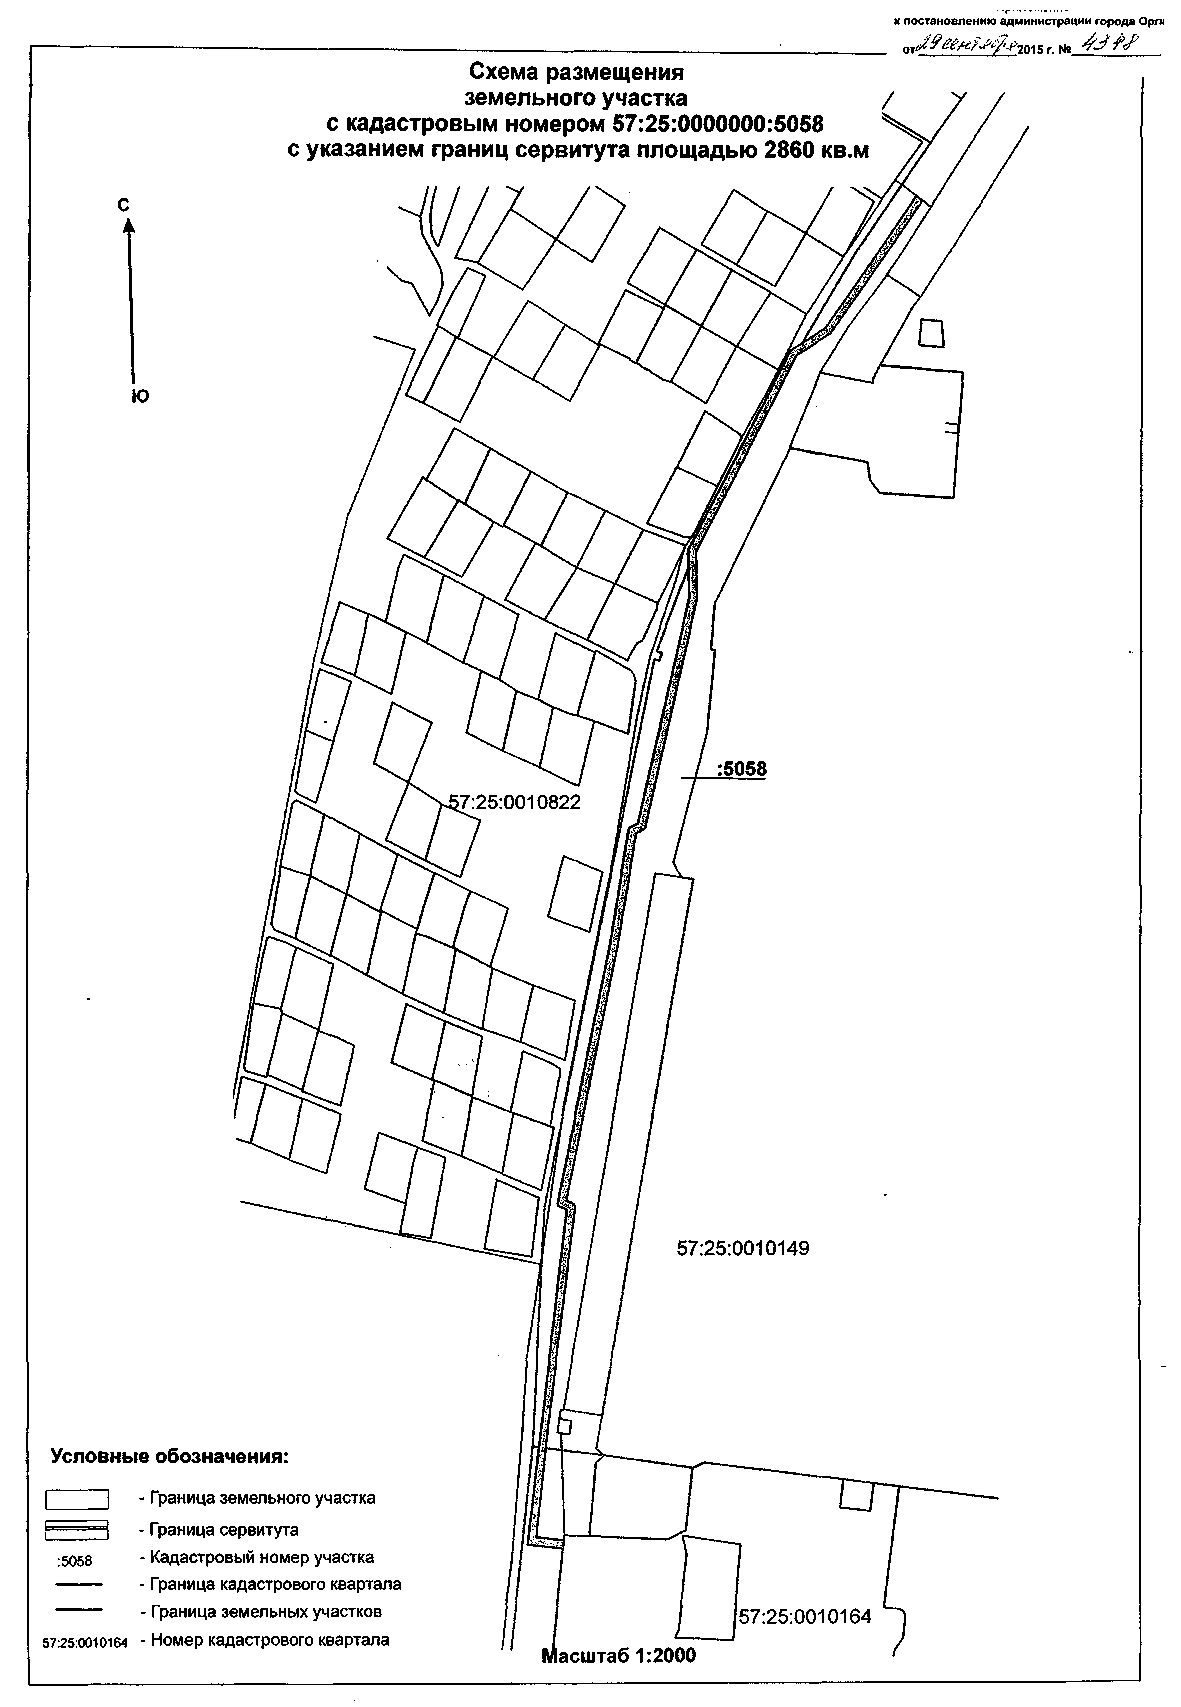 к постановлению администрации города Орла
от 29 сентября 2015 г. № 4398
Схема размещения
земельного участка
с кадастровым номером 57:25:0000000:5058
с указанием границ сервитута площадью 2860 кв.м
С
Ю
:5058
57:25:0010822
57:25:0010149
Условные обозначения:
- Граница земельного участка
- Граница сервитута
:5058 - Кадастровый номер участка
- Граница кадастрового квартала
- Граница земельных участков
57:25:0010164 - Номер кадастрового квартала
57:25:0010164
Масштаб 1:2000